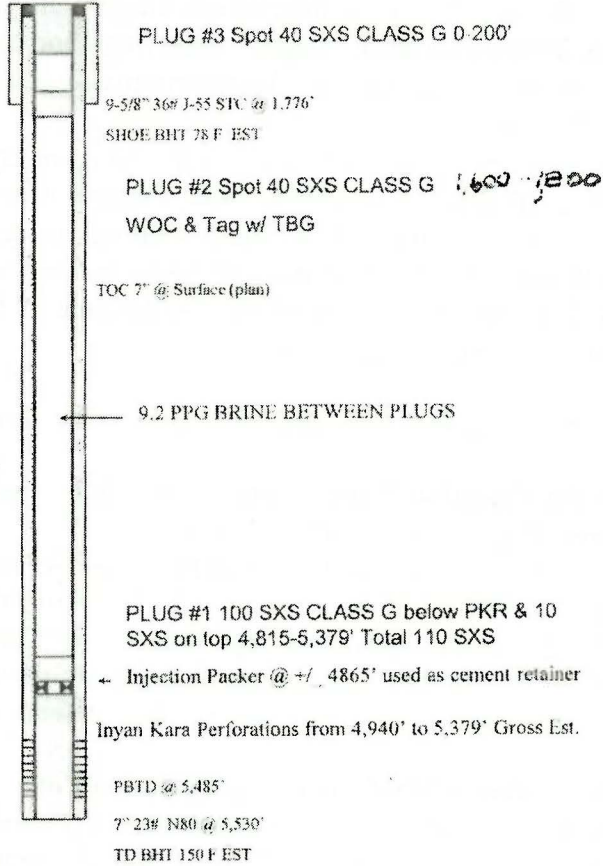 PLUG #3 Spot 40 SXS CLASS G 0-200'
9-5/8" 36# J-55 STC @ 1,776'
SHOE BHT 78 F EST
PLUG #2 Spot 40 SXS CLASS G 1,600 - 1,800
WOC & Tag w/ TBG
TOC 7" @ Surface (plan)
9.2 PPG BRINE BETWEEN PLUGS
PLUG #1 100 SXS CLASS G below PKR & 10
SXS on top 4,815-5,379' Total 110 SXS
Injection Packer @ +/_ 4865' used as cement retainer
Inyan Kara Perforations from 4,940' to 5,379' Gross Est.
PBTD @ 5,485'
7" 23# N80 @ 5,530'
TD BHT 150 F EST